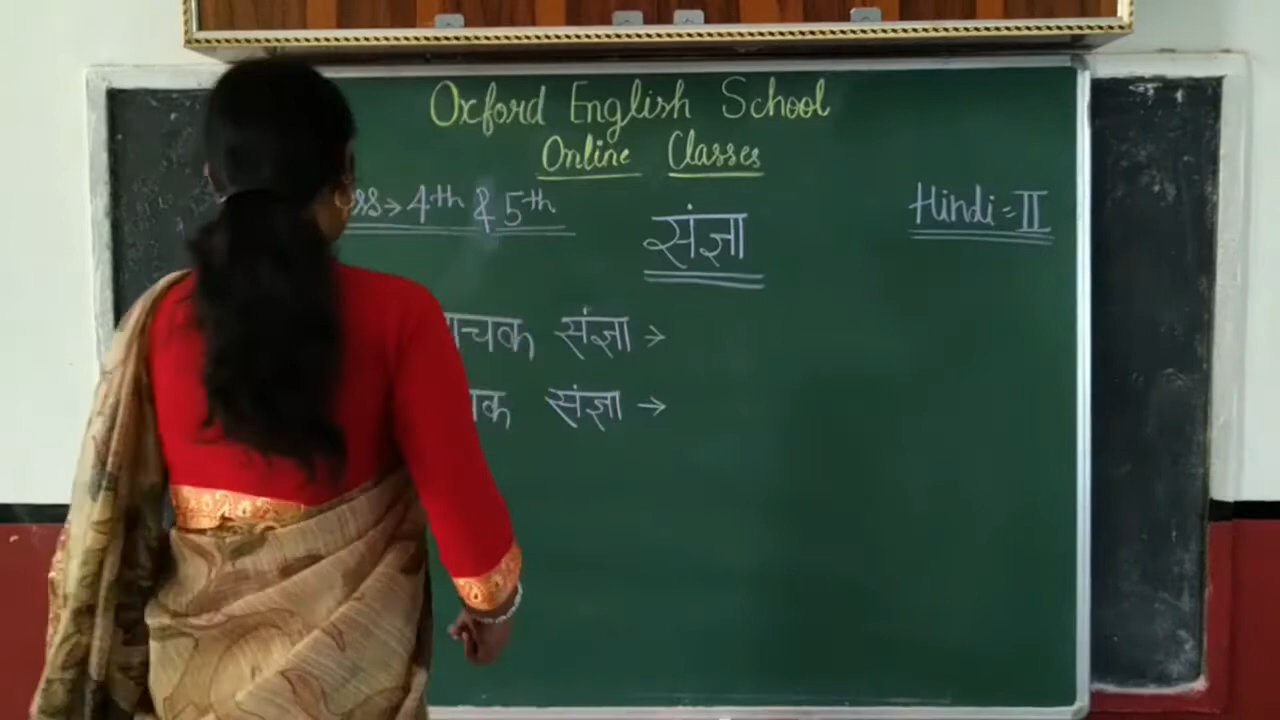 Oxford English School
Online Classes
4th & 5th
Hindi = II
संज्ञा
संज्ञा →
संज्ञा →